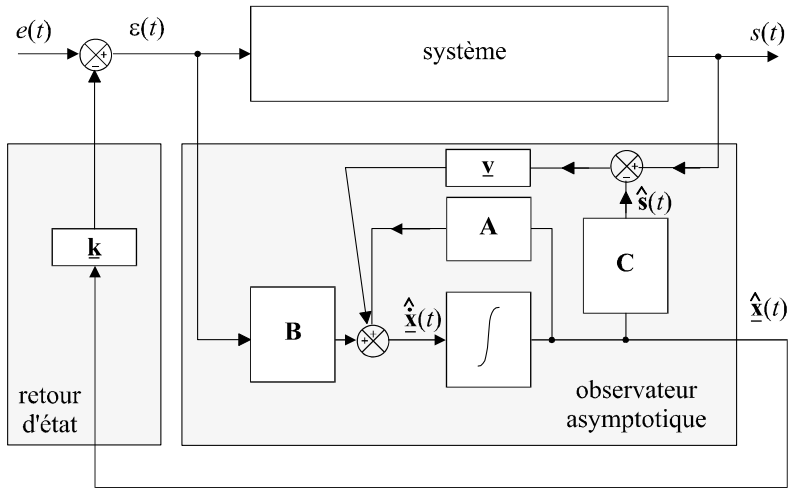 e(t)
ε(t)
système
s(t)
+
−
v
+
−
ŝ(t)
A
k
C
B
+
+
+
ẋ̂(t)
∫
x̂(t)
retour
d'état
observateur
asymptotique